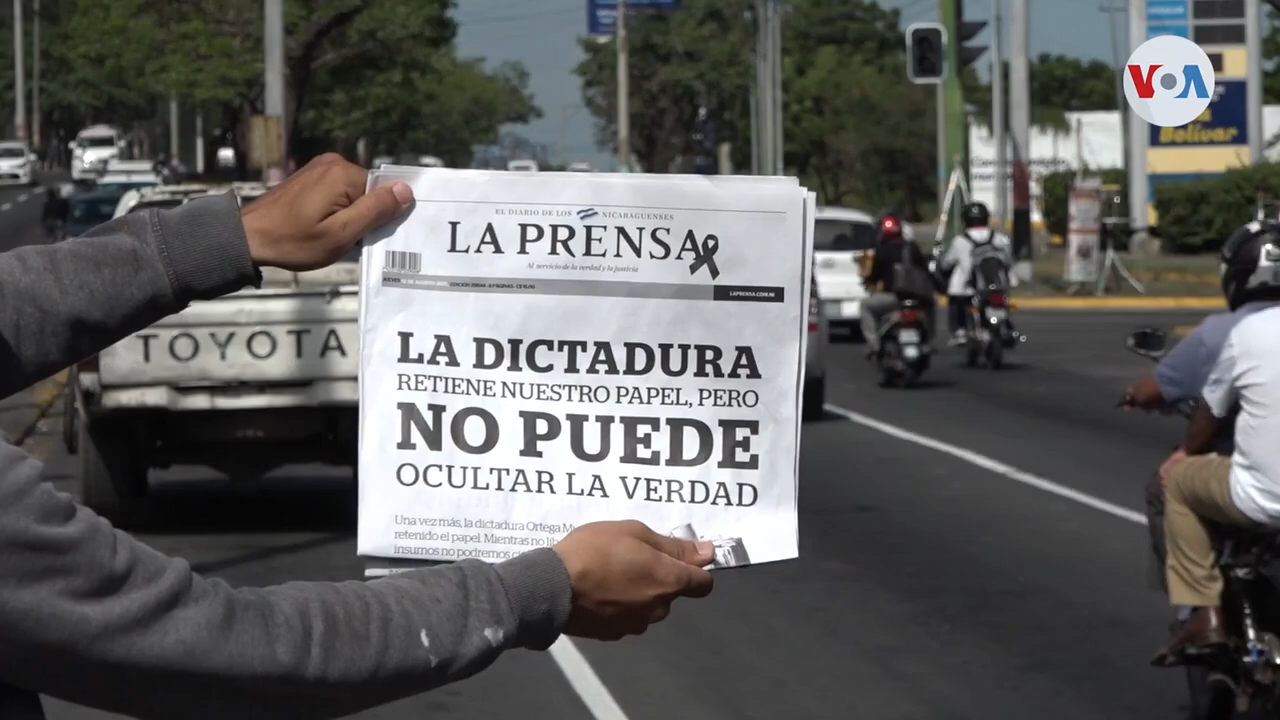 VOA
Bolívar
TOYOTA
EL DIARIO DE LOS NICARAGÜENSES
LA PRENSA
Al servicio de la verdad y la justicia
LAPRENSA.COM.NI
LA DICTADURA
RETIENE NUESTRO PAPEL, PERO
NO PUEDE
OCULTAR LA VERDAD
Una vez más, la dictadura Ortega
retenido el papel. Mientras no
insumos no podremos